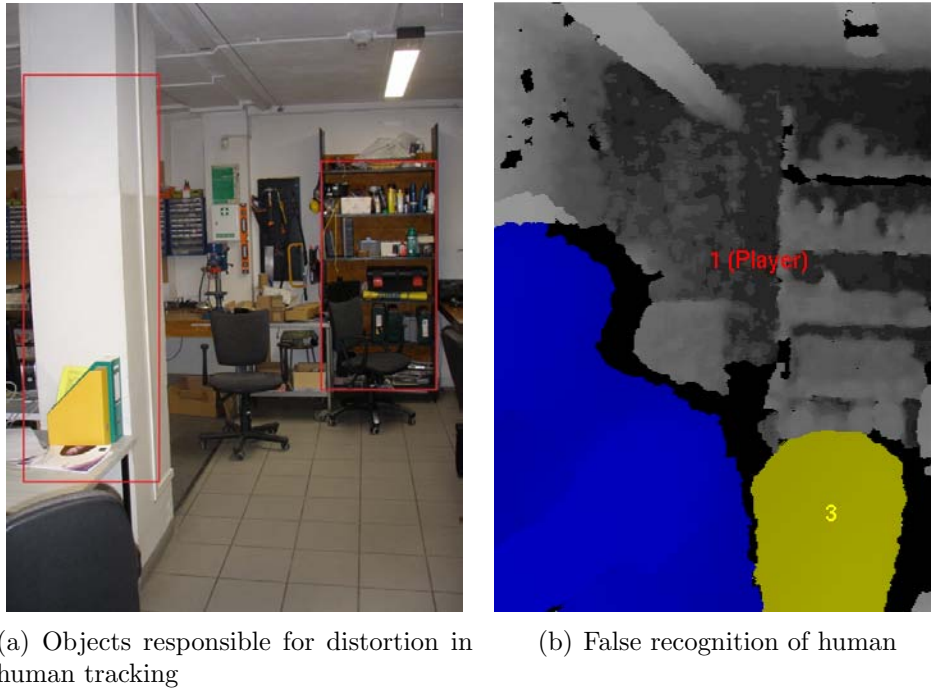 1 (Player)
3
(a) Objects responsible for distortion in
human tracking
(b) False recognition of human